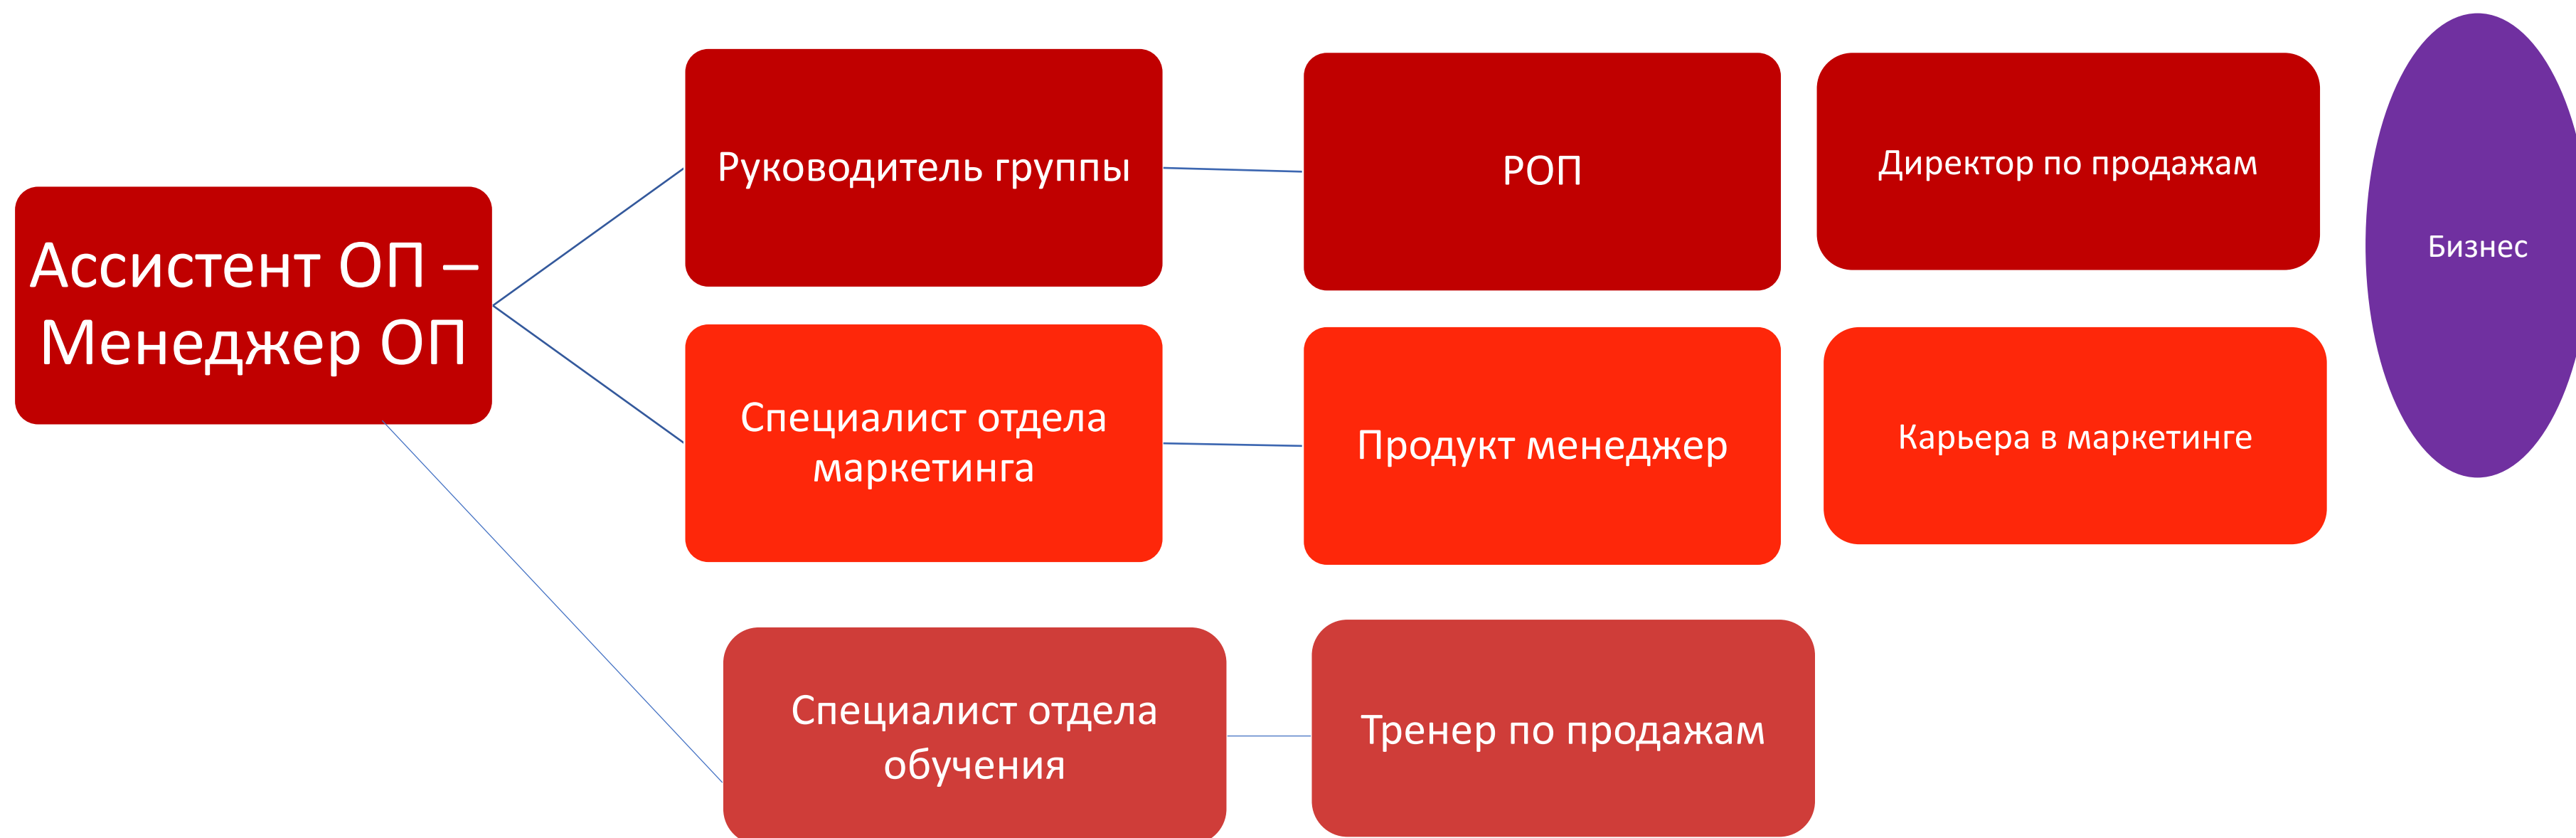 Ассистент ОП –
Менеджер ОП
Руководитель группы
РОП
Директор по продажам
Бизнес
Специалист отдела
маркетинга
Продукт менеджер
Карьера в маркетинге
Специалист отдела
обучения
Тренер по продажам